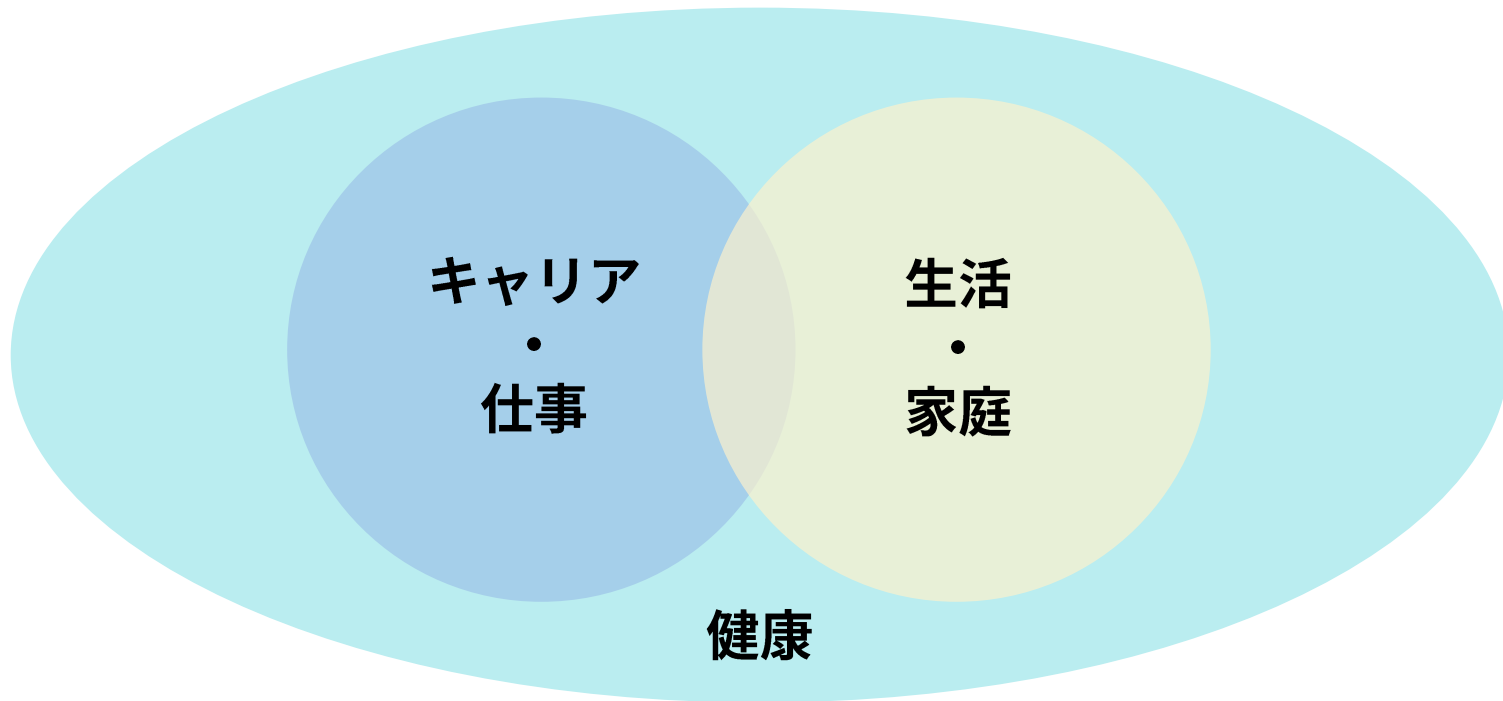 キャリア
・
仕事
生活
・
家庭
健康